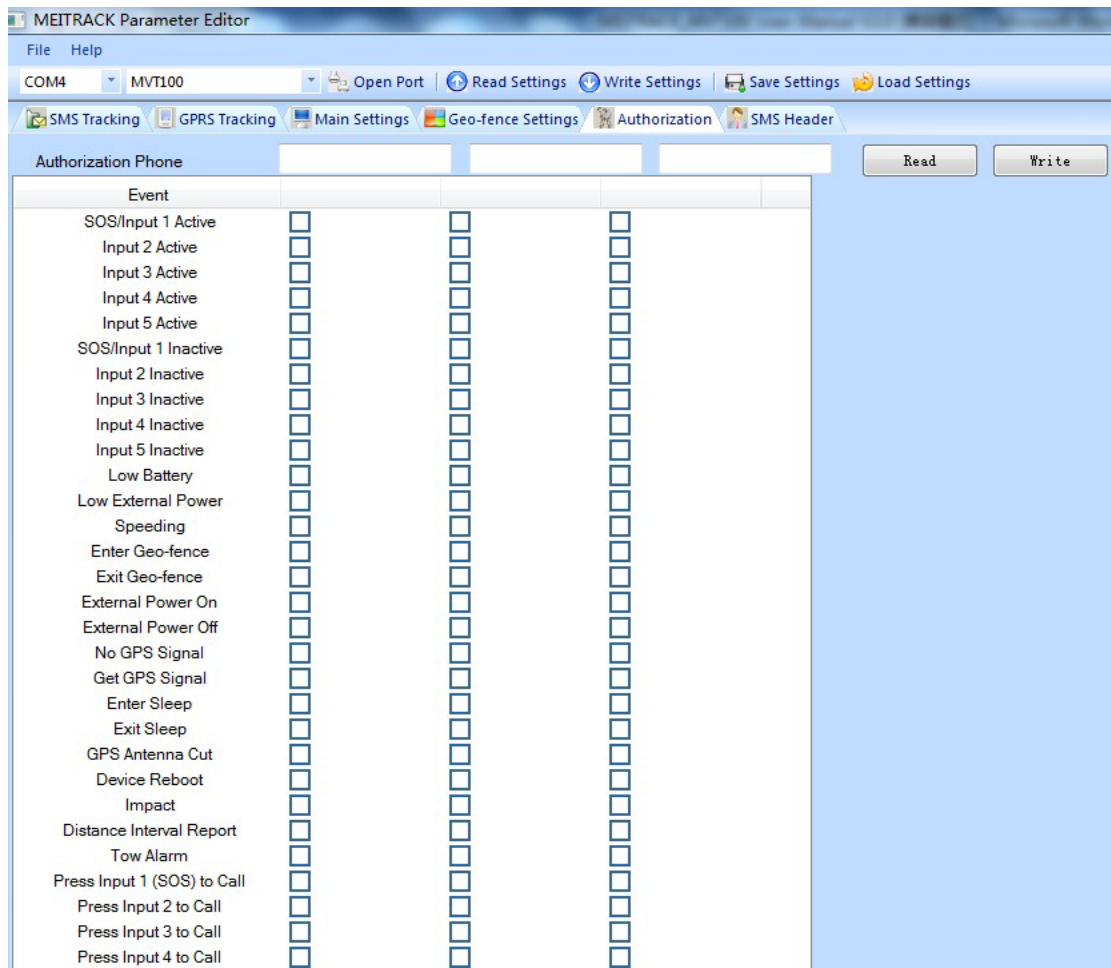 MEITRACK Parameter Editor
File Help
COM4 MVT100 Open Port Read Settings Write Settings Save Settings Load Settings
SMS Tracking GPRS Tracking Main Settings Geo-fence Settings Authorization SMS Header
Authorization Phone Read Write
Event
SOS/Input 1 Active
Input 2 Active
Input 3 Active
Input 4 Active
Input 5 Active
SOS/Input 1 Inactive
Input 2 Inactive
Input 3 Inactive
Input 4 Inactive
Input 5 Inactive
Low Battery
Low External Power
Speeding
Enter Geo-fence
Exit Geo-fence
External Power On
External Power Off
No GPS Signal
Get GPS Signal
Enter Sleep
Exit Sleep
GPS Antenna Cut
Device Reboot
Impact
Distance Interval Report
Tow Alarm
Press Input 1 (SOS) to Call
Press Input 2 to Call
Press Input 3 to Call
Press Input 4 to Call